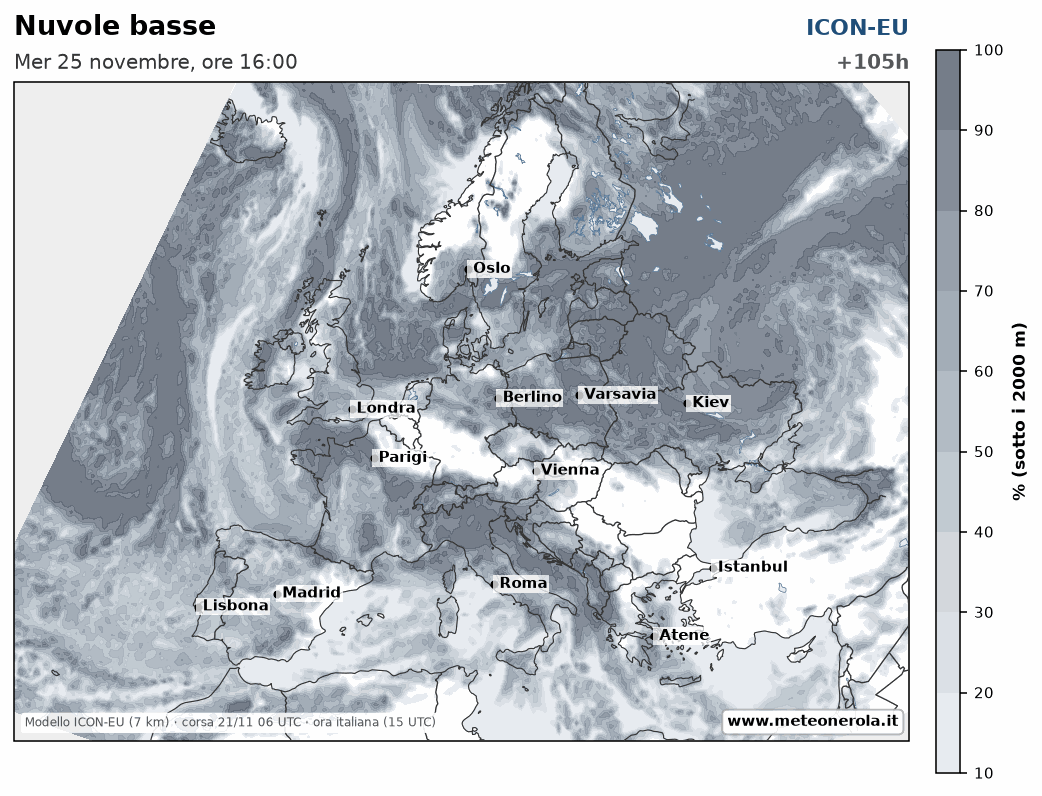 Nuvole basse
ICON-EU
Mer 25 novembre, ore 16:00
+105h
100
90
80
70
60
50
40
30
20
10
% (sotto i 2000 m)
Oslo
Londra
Berlino
Varsavia
Kiev
Parigi
Vienna
Istanbul
Roma
Madrid
Lisbona
Atene
Modello ICON-EU (7 km) · corsa 21/11 06 UTC · ora italiana (15 UTC)
www.meteonerola.it